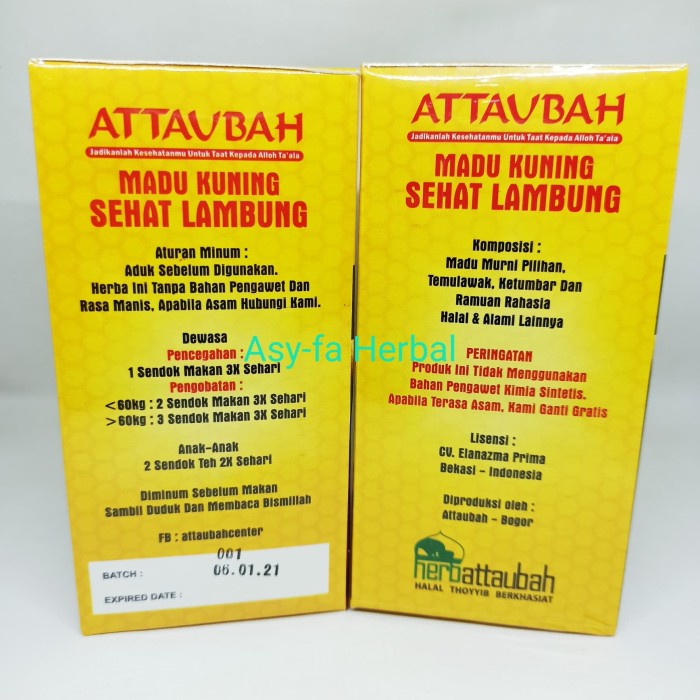 ATTAUBAH
Jadikanlah Kesehatanmu Untuk Taat Kepada Alloh Ta'ala
MADU KUNING
SEHAT LAMBUNG
Aturan Minum :
Aduk Sebelum Digunakan.
Herba Ini Tanpa Bahan Pengawet Dan
Rasa Manis, Apabila Asam Hubungi Kami.
Dewasa
Pencegahan :
1 Sendok Makan 3X Sehari
Pengobatan :
<60kg : 2 Sendok Makan 3X Sehari
>60kg : 3 Sendok Makan 3X Sehari
Anak-Anak
2 Sendok Teh 2X Sehari
Diminum Sebelum Makan
Sambil Duduk Dan Membaca Bismillah
FB : attaubahcenter
001
BATCH : 06.01.21
EXPIRED DATE :
ATTAUBAH
Jadikanlah Kesehatanmu Untuk Taat Kepada Alloh Ta'ala
MADU KUNING
SEHAT LAMBUNG
Komposisi :
Madu Murni Pilihan,
Temulawak, Ketumbar Dan
Ramuan Rahasia
Halal & Alami Lainnya
PERINGATAN
Produk Ini Tidak Menggunakan
Bahan Pengawet Kimia Sintetis.
Apabila Terasa Asam, Kami Ganti Gratis
Lisensi :
CV. Elanazma Prima
Bekasi - Indonesia
Diproduksi oleh :
Attaubah - Bogor
herbattaubah
HALAL THOYYIB BERKHASIAT
Asy-fa Herbal